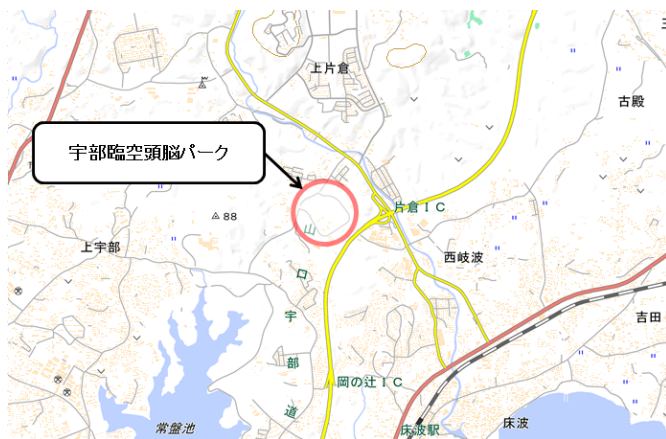 上片倉
古殿
宇部臨空頭脳パーク
88
片倉IC
上宇部
西岐波
山口宇部道
吉田
岡の辻IC
常盤池
床波駅
床波